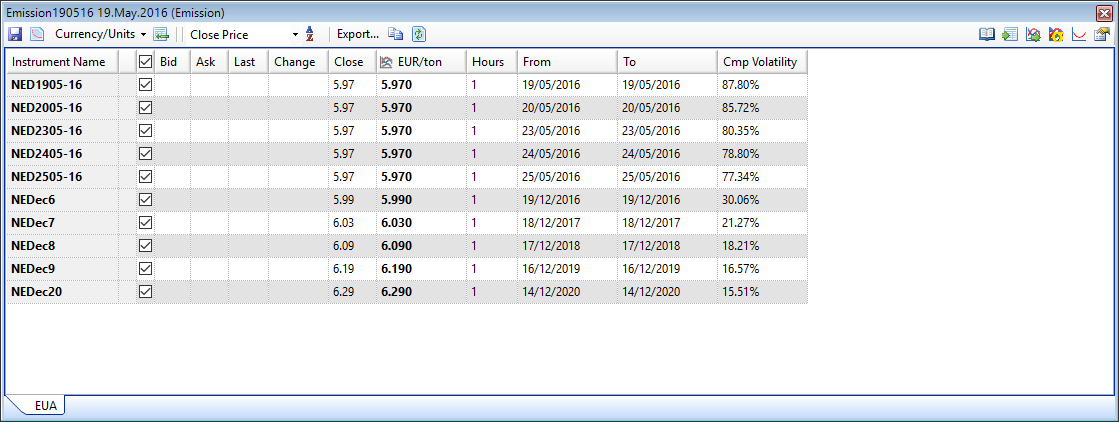 Emission190516 19.May.2016 (Emission)
Currency/Units Close Price A Z Export...
Instrument Name Bid Ask Last Change Close EUR/ton Hours From To Cmp Volatility
NED1905-16 5.97 5.970 1 19/05/2016 19/05/2016 87.80%
NED2005-16 5.97 5.970 1 20/05/2016 20/05/2016 85.72%
NED2305-16 5.97 5.970 1 23/05/2016 23/05/2016 80.35%
NED2405-16 5.97 5.970 1 24/05/2016 24/05/2016 78.80%
NED2505-16 5.97 5.970 1 25/05/2016 25/05/2016 77.34%
NEDec6 5.99 5.990 1 19/12/2016 19/12/2016 30.06%
NEDec7 6.03 6.030 1 18/12/2017 18/12/2017 21.27%
NEDec8 6.09 6.090 1 17/12/2018 17/12/2018 18.21%
NEDec9 6.19 6.190 1 16/12/2019 16/12/2019 16.57%
NEDec20 6.29 6.290 1 14/12/2020 14/12/2020 15.51%
EUA